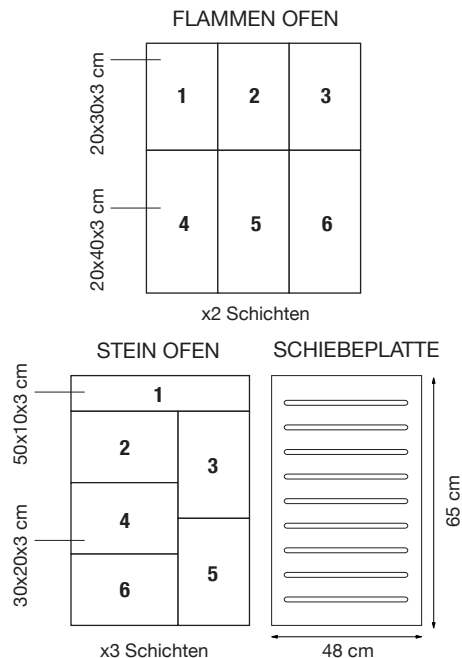 FLAMMEN OFEN
20x30x3 cm
1 2 3
20x40x3 cm
4 5 6
x2 Schichten
STEIN OFEN
50x10x3 cm
1
2
3
30x20x3 cm
4
5
6
x3 Schichten
SCHIEBEPLATTE
65 cm
48 cm